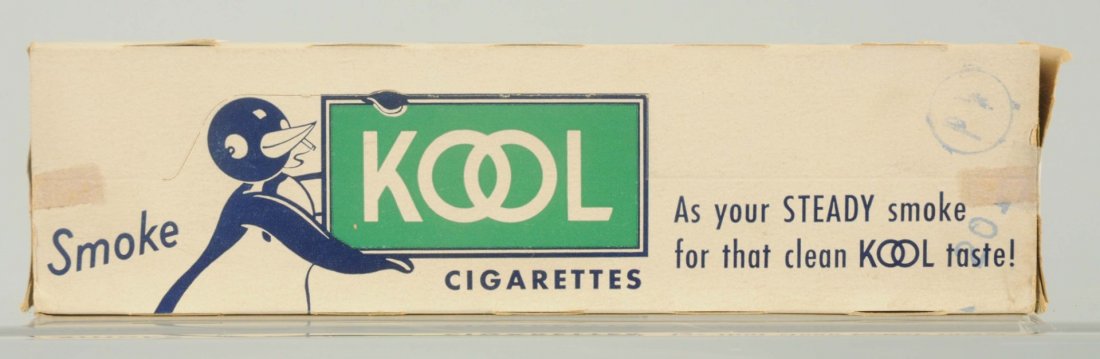 Smoke
KOOL
CIGARETTES
As your STEADY smoke
for that clean KOOL taste!